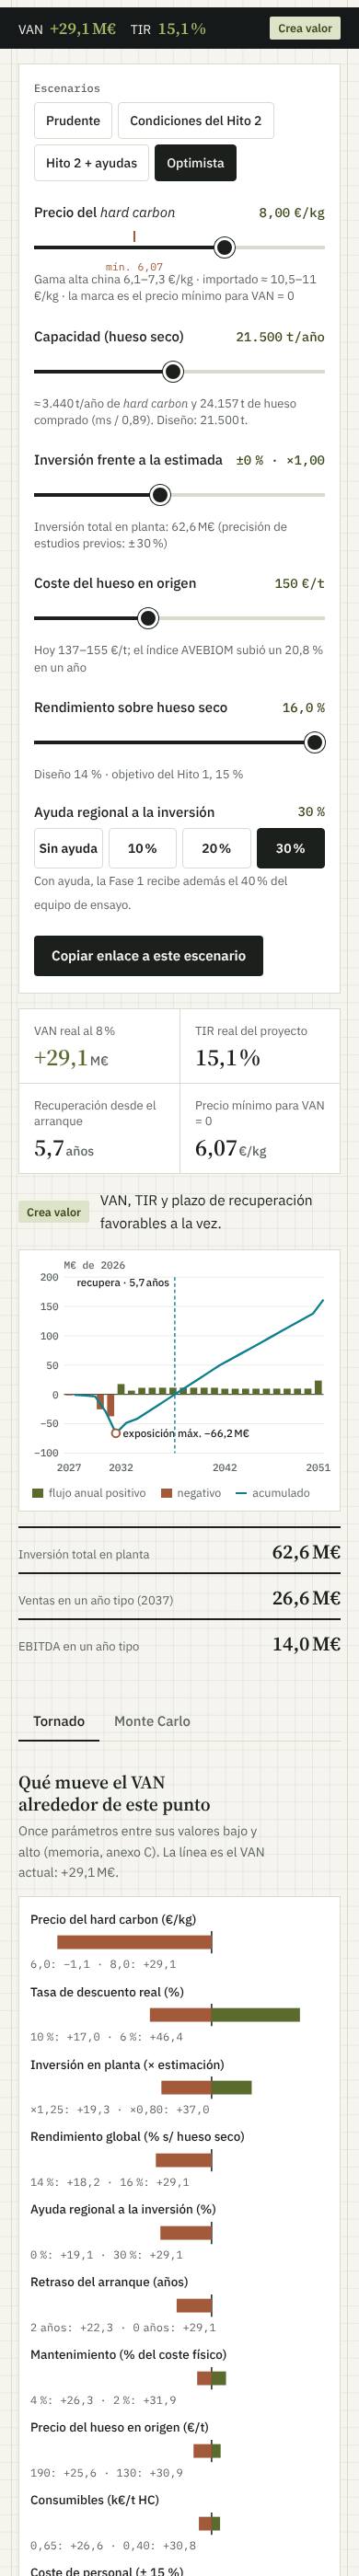 VAN +29,1 M€ TIR 15,1 % Crea valor
Escenarios
Prudente Condiciones del Hito 2
Hito 2 + ayudas Optimista
Precio del hard carbon 8,00 €/kg
mín. 6,07
Gama alta china 6,1–7,3 €/kg · importado ≈ 10,5–11
€/kg · la marca es el precio mínimo para VAN = 0
Capacidad (hueso seco) 21.500 t/año
≈ 3.440 t/año de hard carbon y 24.157 t de hueso
comprado (ms / 0,89). Diseño: 21.500 t.
Inversión frente a la estimada ±0 % · ×1,00
Inversión total en planta: 62,6 M€ (precisión de
estudios previos: ±30 %)
Coste del hueso en origen 150 €/t
Hoy 137–155 €/t; el índice AVEBIOM subió un 20,8 %
en un año
Rendimiento sobre hueso seco 16,0 %
Diseño 14 % · objetivo del Hito 1, 15 %
Ayuda regional a la inversión 30 %
Sin ayuda 10 % 20 % 30 %
Con ayuda, la Fase 1 recibe además el 40 % del
equipo de ensayo.
Copiar enlace a este escenario
VAN real al 8 % TIR real del proyecto
+29,1 M€ 15,1 %
Recuperación desde el Precio mínimo para VAN
arranque = 0
5,7 años 6,07 €/kg
Crea valor VAN, TIR y plazo de recuperación
favorables a la vez.
M€ de 2026
200
recupera · 5,7 años
150
100
50
0
−50
exposición máx. −66,2 M€
−100
2027 2032 2042 2051
flujo anual positivo negativo acumulado
Inversión total en planta 62,6 M€
Ventas en un año tipo (2037) 26,6 M€
EBITDA en un año tipo 14,0 M€
Tornado Monte Carlo
Qué mueve el VAN
alrededor de este punto
Once parámetros entre sus valores bajo y
alto (memoria, anexo C). La línea es el VAN
actual: +29,1 M€.
Precio del hard carbon (€/kg)
6,0: −1,1 · 8,0: +29,1
Tasa de descuento real (%)
10 %: +17,0 · 6 %: +46,4
Inversión en planta (× estimación)
×1,25: +19,3 · ×0,80: +37,0
Rendimiento global (% s/ hueso seco)
14 %: +18,2 · 16 %: +29,1
Ayuda regional a la inversión (%)
0 %: +19,1 · 30 %: +29,1
Retraso del arranque (años)
2 años: +22,3 · 0 años: +29,1
Mantenimiento (% del coste físico)
4 %: +26,3 · 2 %: +31,9
Precio del hueso en origen (€/t)
190: +25,6 · 130: +30,9
Consumibles (k€/t HC)
0,65: +26,6 · 0,40: +30,8
Coste de personal (± 15 %)